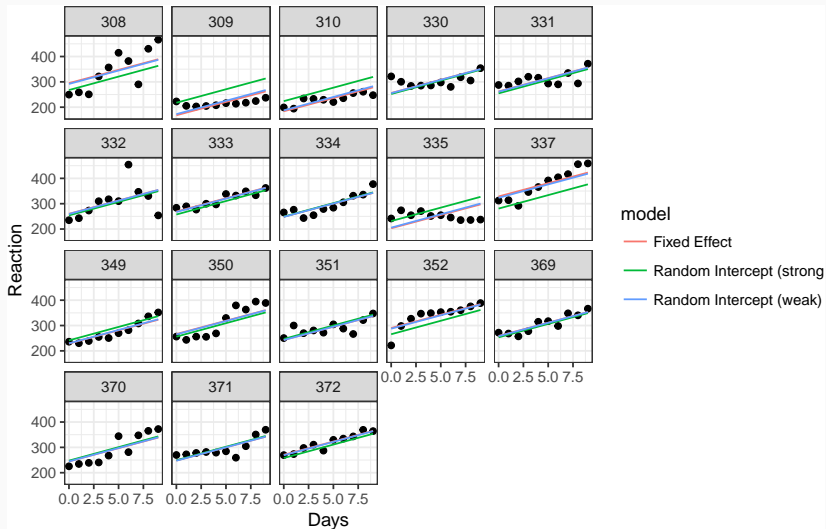 308 309 310 330 331
400
300
200
332 333 334 335 337
400
300
200
349 350 351 352 369
400
300
200
0.0 2.5 5.0 7.5 0.0 2.5 5.0 7.5
370 371 372
400
300
200
0.0 2.5 5.0 7.5 0.0 2.5 5.0 7.5 0.0 2.5 5.0 7.5
Days
Reaction
model
Fixed Effect
Random Intercept (strong
Random Intercept (weak)